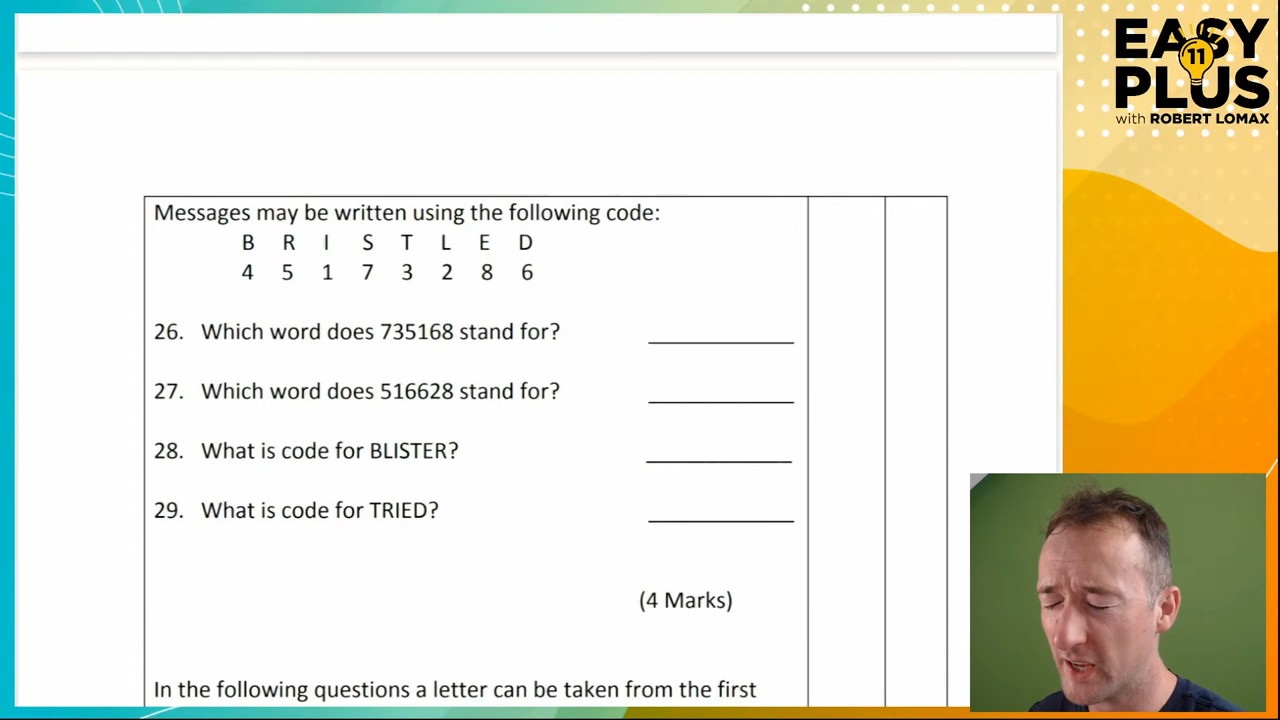 EASY
11
PLUS
with ROBERT LOMAX
Messages may be written using the following code:
B R I S T L E D
4 5 1 7 3 2 8 6
26. Which word does 735168 stand for?
27. Which word does 516628 stand for?
28. What is code for BLISTER?
29. What is code for TRIED?
(4 Marks)
In the following questions a letter can be taken from the first